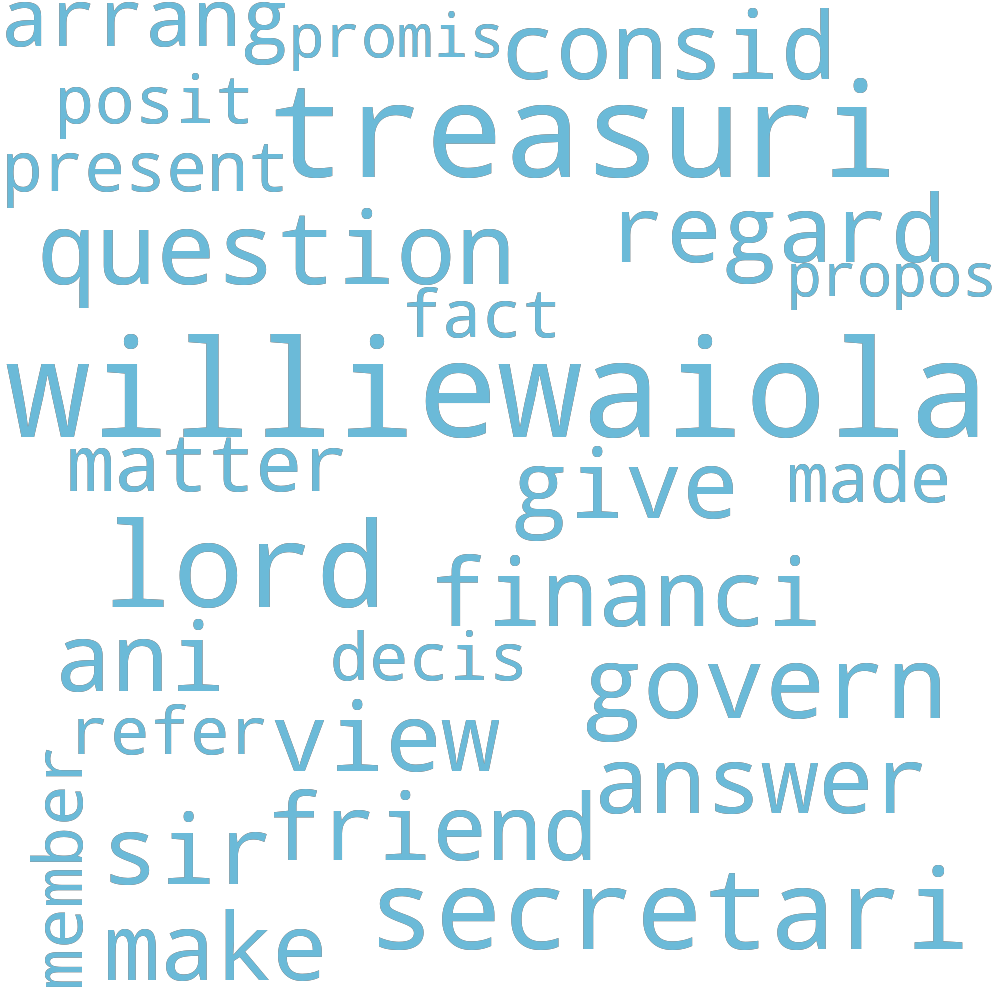 arrang
promis
consid
posit
treasuri
present
question
regard
propos
fact
williewaiola
matter
give
made
lord
financi
ani
decis
govern
refer
view
answer
member
sir
friend
secretari
make